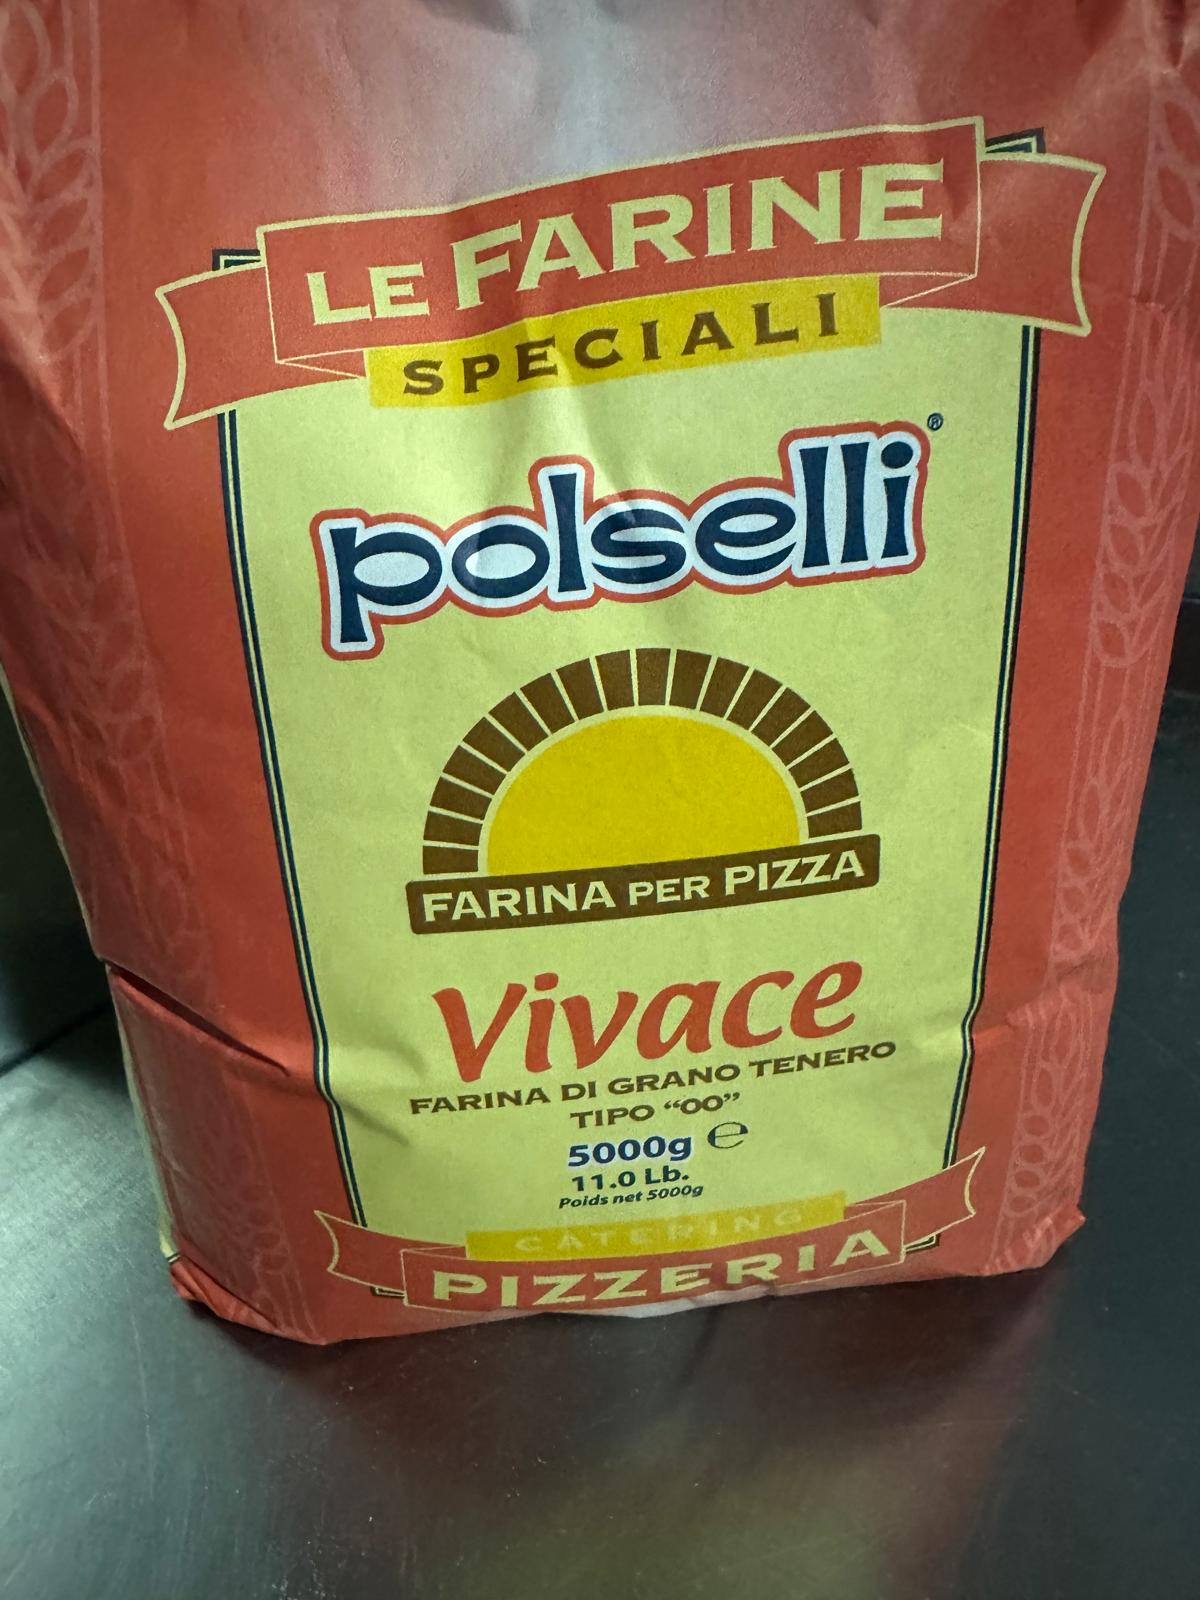 LE FARINE
SPECIALI
polselli®
FARINA PER PIZZA
Vivace
FARINA DI GRANO TENERO
TIPO “00”
5000g ℮
11.0 Lb.
Poids net 5000g
CATERING
PIZZERIA